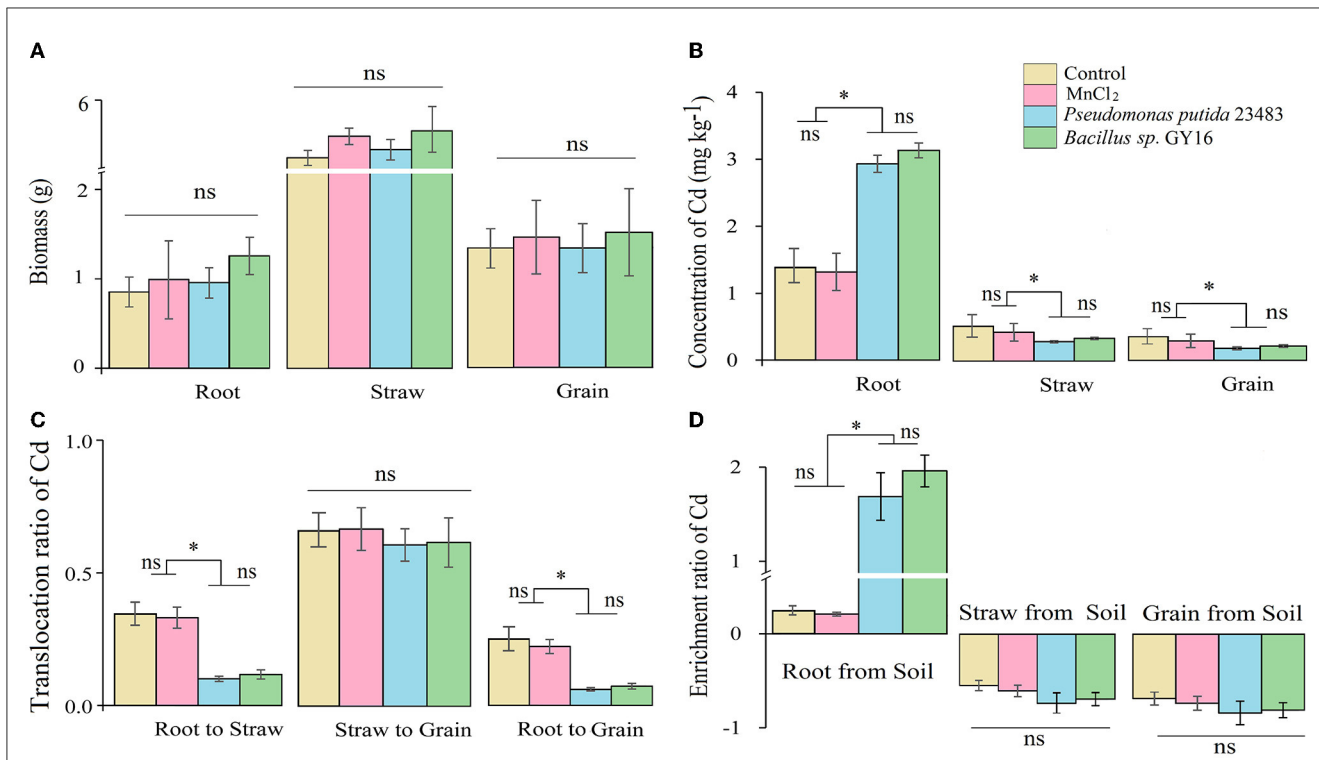 A
ns
6
ns
ns
2
1
0
Biomass (g)
Root
Straw
Grain
B
Control
MnCl₂
Pseudomonas putida 23483
Bacillus sp. GY16
4
3
2
1
0
Concentration of Cd (mg kg⁻¹)
*
ns
ns
*
ns
ns
*
ns
ns
Root
Straw
Grain
C
1.0
0.5
0.0
Translocation ratio of Cd
ns
*
ns
ns
*
ns
ns
Root to Straw
Straw to Grain
Root to Grain
D
2
1
0
-1
Enrichment ratio of Cd
*
ns
ns
Root from Soil
Straw from Soil
Grain from Soil
ns
ns